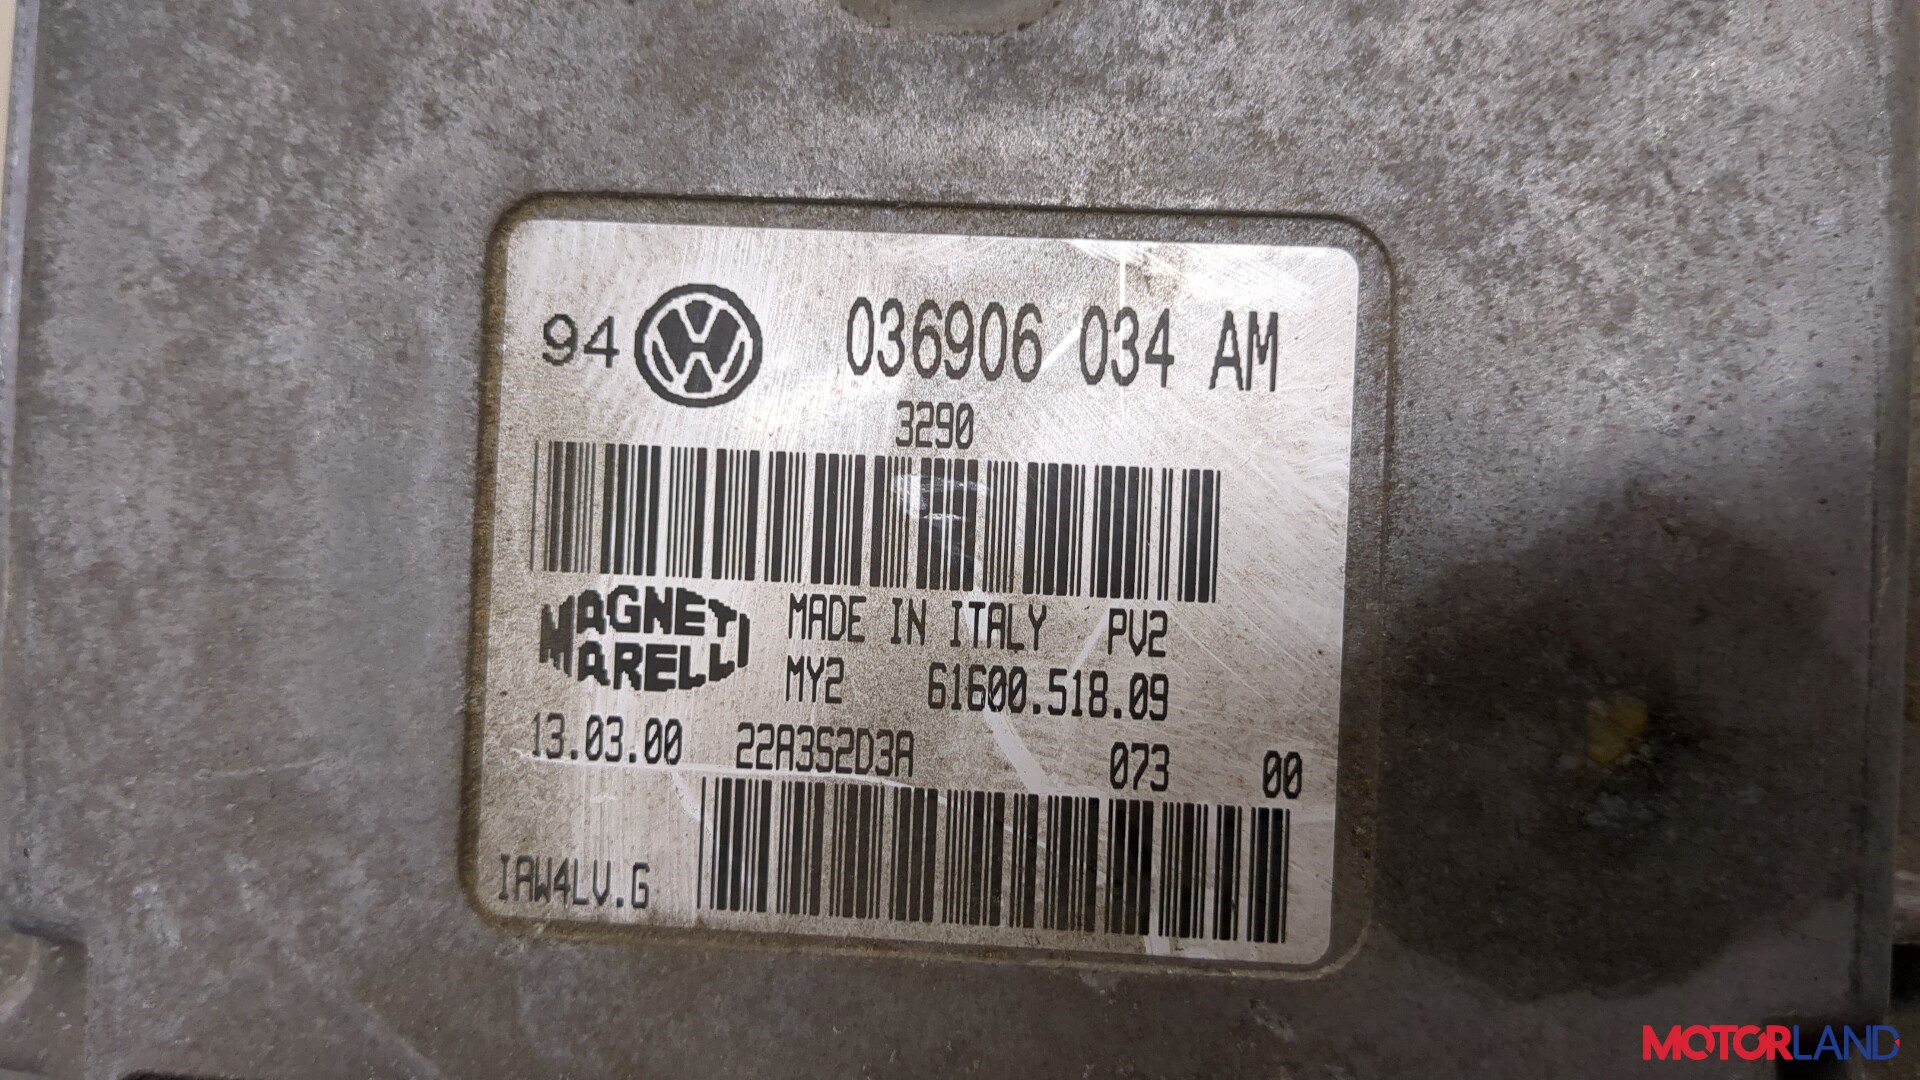 94 VW 036906 034 AM
3290
MAGNETI MARELLI
MADE IN ITALY PV2
MY2 61600.518.09
13.03.00 22A3S2D3A 073 00
IAW4LV.G
MOTORLAND